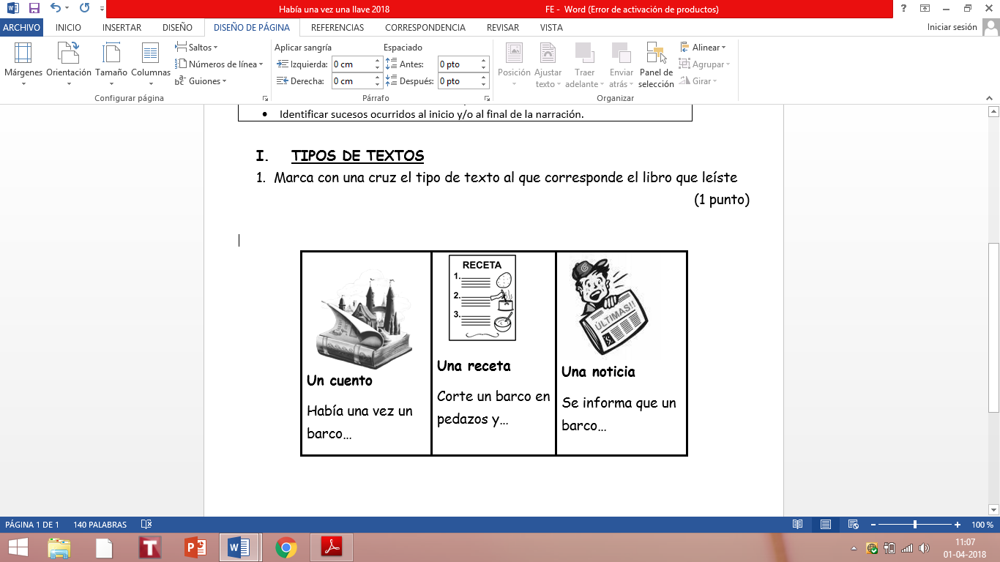 Había una vez una llave 2018 FE - Word (Error de activación de productos)
ARCHIVO INICIO INSERTAR DISEÑO DISEÑO DE PÁGINA REFERENCIAS CORRESPONDENCIA REVISAR VISTA Iniciar sesión
Márgenes Orientación Tamaño Columnas
Saltos
Números de línea
Guiones
Configurar página
Aplicar sangría Espaciado
Izquierda: 0 cm Antes: 0 pto
Derecha: 0 cm Después: 0 pto
Párrafo
Posición Ajustar texto Traer adelante Enviar atrás Panel de selección
Alinear
Agrupar
Girar
Organizar
• Identificar sucesos ocurridos al inicio y/o al final de la narración.
I. TIPOS DE TEXTOS
1. Marca con una cruz el tipo de texto al que corresponde el libro que leíste
(1 punto)
Un cuento
Había una vez un
barco…
RECETA
1.
2.
3.
Una receta
Corte un barco en
pedazos y…
ÚLTIMAS!!
Una noticia
Se informa que un
barco…
PÁGINA 1 DE 1 140 PALABRAS 100 %
11:07
01-04-2018